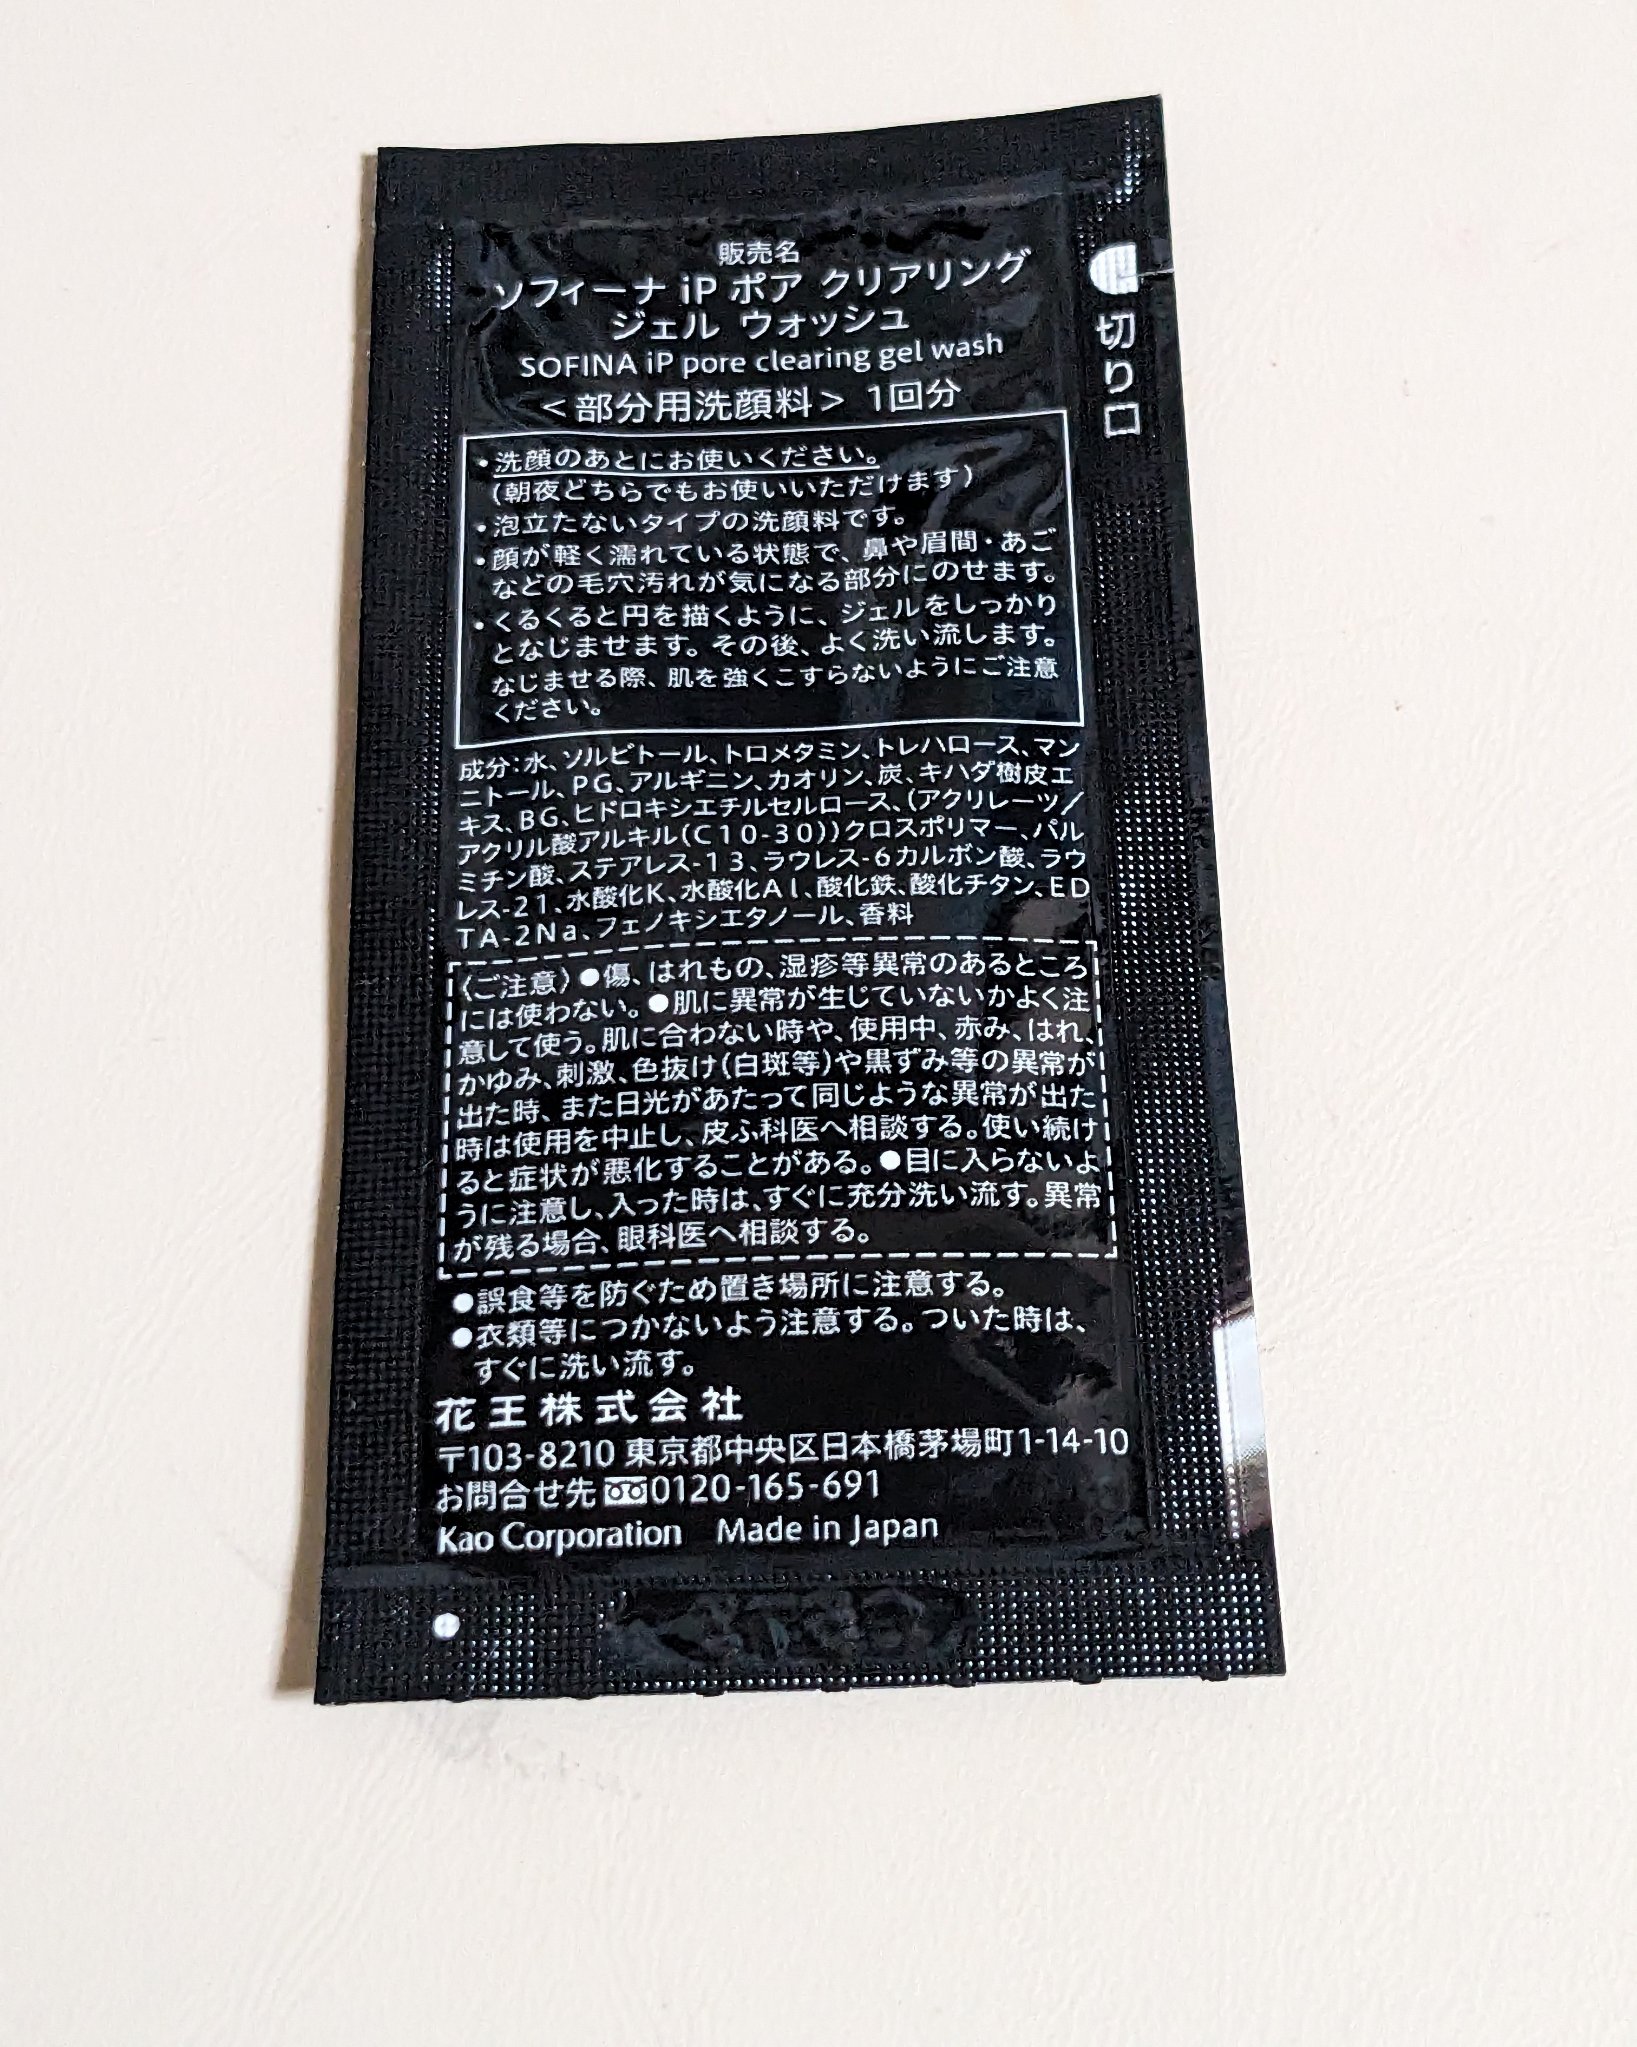 販売名
ソフィーナ iP ポア クリアリング
ジェル ウォッシュ
SOFINA iP pore clearing gel wash
＜部分用洗顔料＞ 1回分
切り口
・洗顔のあとにお使いください。
（朝夜どちらでもお使いいただけます）
・泡立たないタイプの洗顔料です。
・顔が軽く濡れている状態で、鼻や眉間・あご
などの毛穴汚れが気になる部分にのせます。
・くるくると円を描くように、ジェルをしっかり
となじませます。その後、よく洗い流します。
なじませる際、肌を強くこすらないようにご注意
ください。
成分：水、ソルビトール、トロメタミン、トレハロース、マン
ニトール、PG、アルギニン、カオリン、炭、キハダ樹皮エ
キス、BG、ヒドロキシエチルセルロース、（アクリレーツ／
アクリル酸アルキル（C10-30））クロスポリマー、パル
ミチン酸、ステアレス-13、ラウレス-6カルボン酸、ラウ
レス-21、水酸化K、水酸化Al、酸化鉄、酸化チタン、ED
TA-2Na、フェノキシエタノール、香料
〈ご注意〉●傷、はれもの、湿疹等異常のあるところ
には使わない。●肌に異常が生じていないかよく注
意して使う。肌に合わない時や、使用中、赤み、はれ、
かゆみ、刺激、色抜け（白斑等）や黒ずみ等の異常が
出た時、また日光があたって同じような異常が出た
時は使用を中止し、皮ふ科医へ相談する。使い続け
ると症状が悪化することがある。●目に入らないよ
うに注意し、入った時は、すぐに充分洗い流す。異常
が残る場合、眼科医へ相談する。
●誤食等を防ぐため置き場所に注意する。
●衣類等につかないよう注意する。ついた時は、
すぐに洗い流す。
花王株式会社
〒103-8210 東京都中央区日本橋茅場町1-14-10
お問合せ先 0120-165-691
Kao Corporation Made in Japan